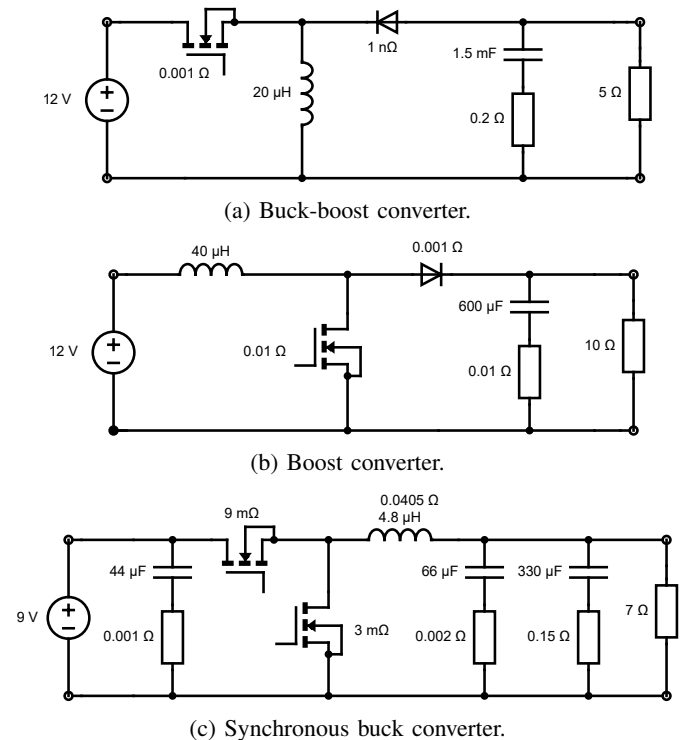 0.001 Ω
1 nΩ
1.5 mF
12 V
20 µH
0.2 Ω
5 Ω
(a) Buck-boost converter.
40 µH
0.001 Ω
600 µF
12 V
0.01 Ω
0.01 Ω
10 Ω
(b) Boost converter.
0.0405 Ω
9 mΩ
4.8 µH
44 µF
66 µF
330 µF
9 V
0.001 Ω
3 mΩ
0.002 Ω
0.15 Ω
7 Ω
(c) Synchronous buck converter.